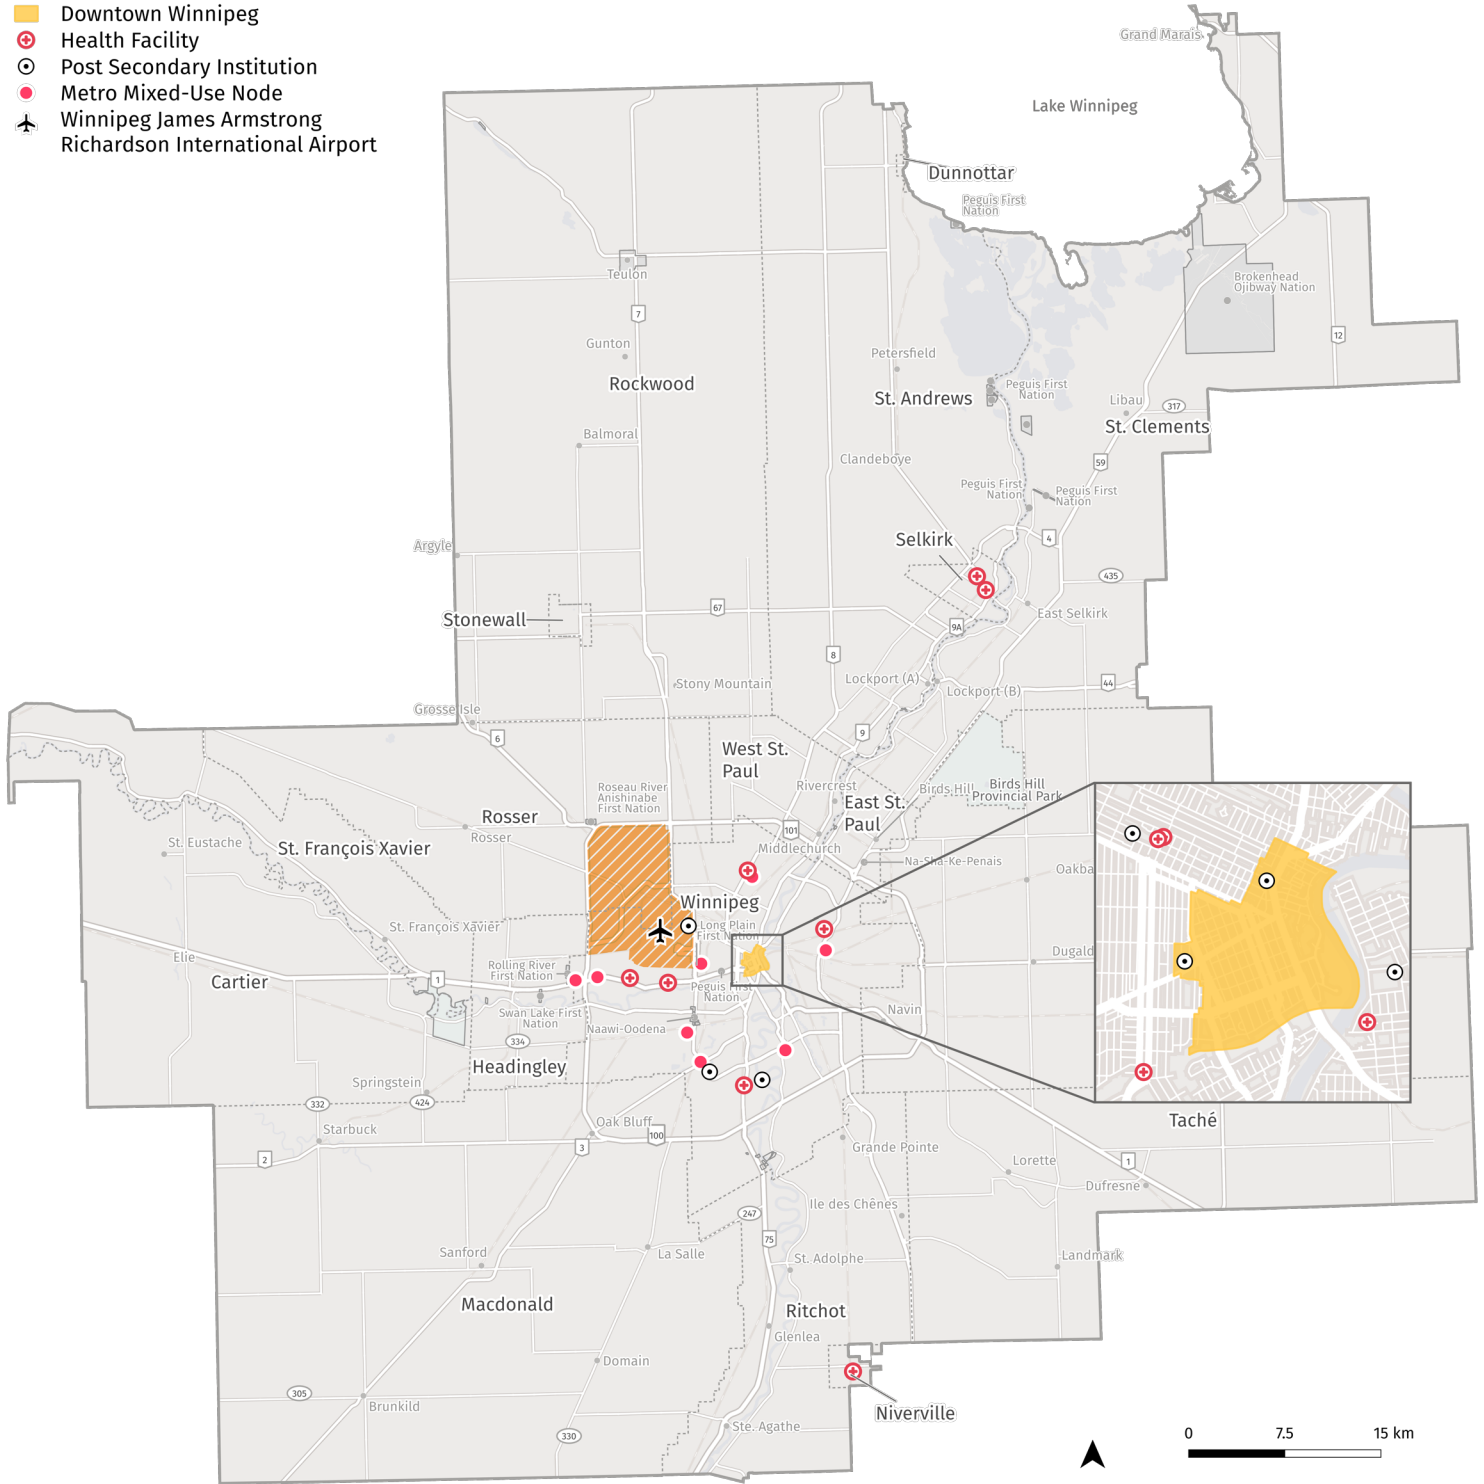 Downtown Winnipeg
Health Facility
Post Secondary Institution
Metro Mixed-Use Node
Winnipeg James Armstrong
Richardson International Airport
Grand Marais
Lake Winnipeg
Dunnottar
Peguis First
Nation
Teulon
Brokenhead
Ojibway Nation
7
12
Gunton
Petersfield
Rockwood
St. Andrews
Peguis First
Nation
Libau
317
St. Clements
Balmoral
Clandeboye
59
Peguis First
Nation
Peguis First
Nation
Selkirk
4
Argyle
435
67
Stonewall
East Selkirk
9A
8
Stony Mountain
Lockport (A)
Lockport (B)
44
Grosse Isle
6
9
West St.
Paul
Roseau River
Anishinabe
First Nation
Rivercrest
Birds Hill
Birds Hill
Provincial Park
East St.
Paul
Rosser
Rosser
101
St. Eustache
St. François Xavier
Middlechurch
Na-Sha-Ke-Penais
Oakba
Winnipeg
St. François Xavier
Long Plain
First Nation
Elie
Dugald
Rolling River
First Nation
Cartier
1
Peguis First
Nation
Swan Lake First
Nation
Navin
Naawi-Oodena
334
Headingley
Springstein
332
424
Starbuck
Oak Bluff
100
Taché
2
3
Grande Pointe
Lorette
1
Dufresne
Ile des Chênes
247
75
Sanford
La Salle
St. Adolphe
Landmark
Macdonald
Ritchot
Glenlea
Domain
305
Brunkild
Niverville
330
Ste. Agathe
0 7.5 15 km